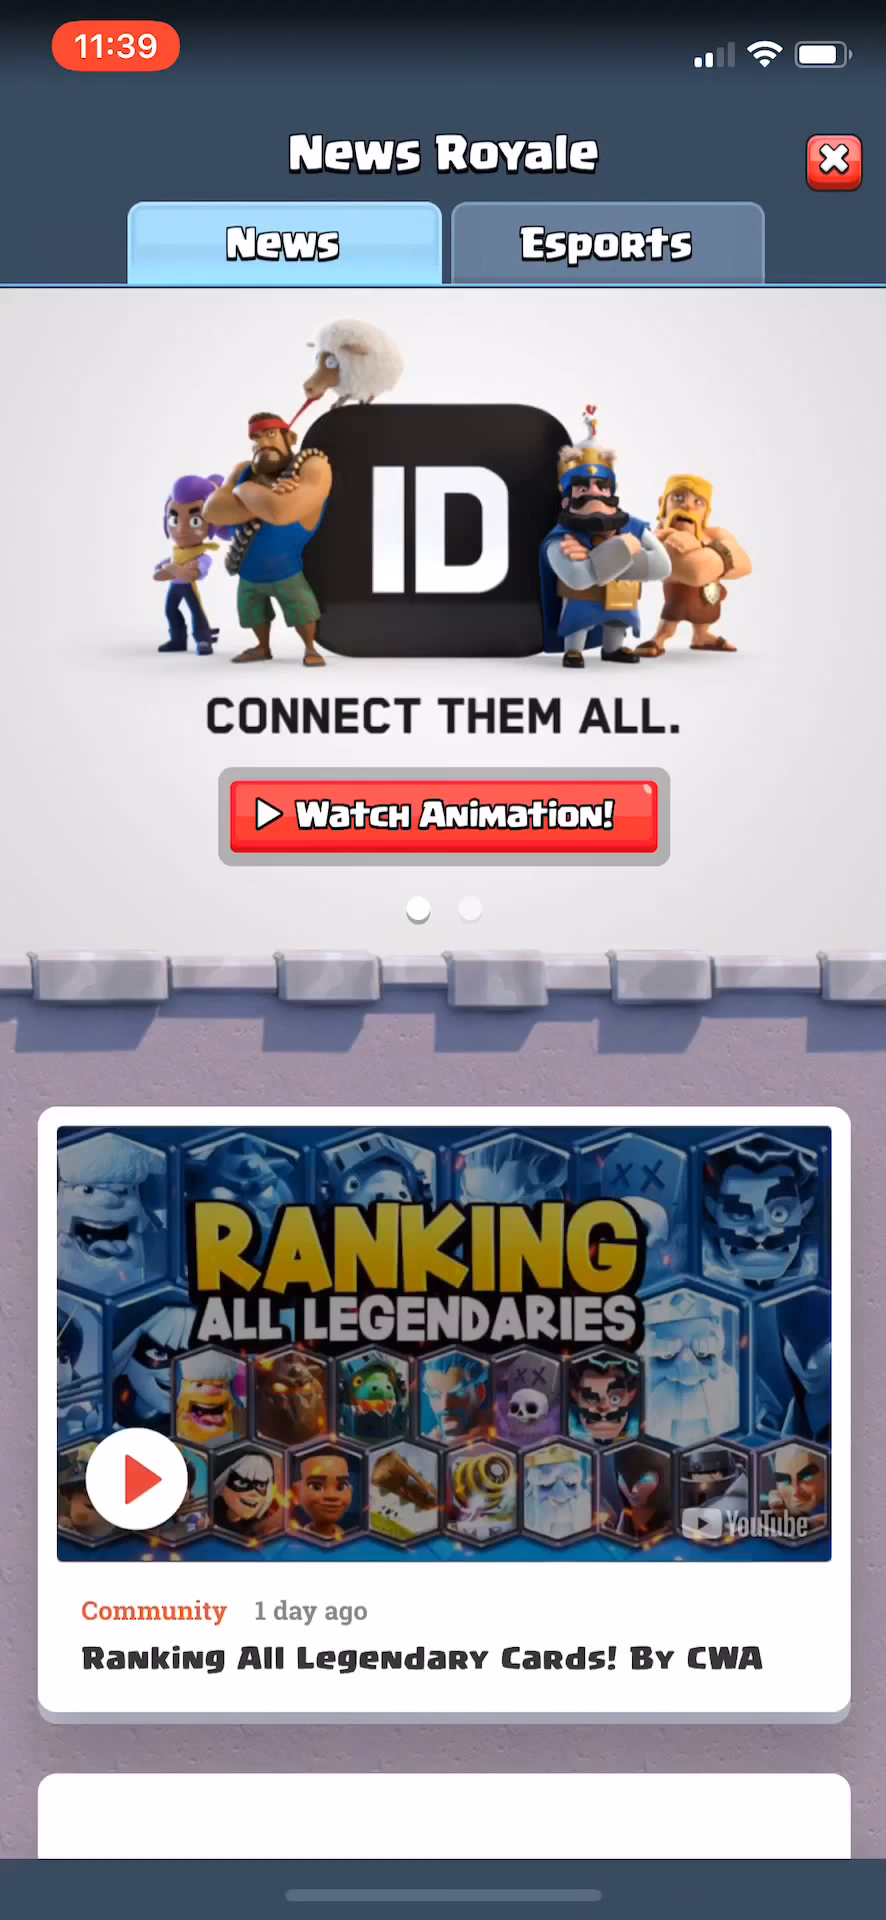 11:39
News Royale
News
Esports
ID
CONNECT THEM ALL.
Watch Animation!
RANKING
ALL LEGENDARIES
YouTube
Community 1 day ago
Ranking All Legendary Cards! By CWA